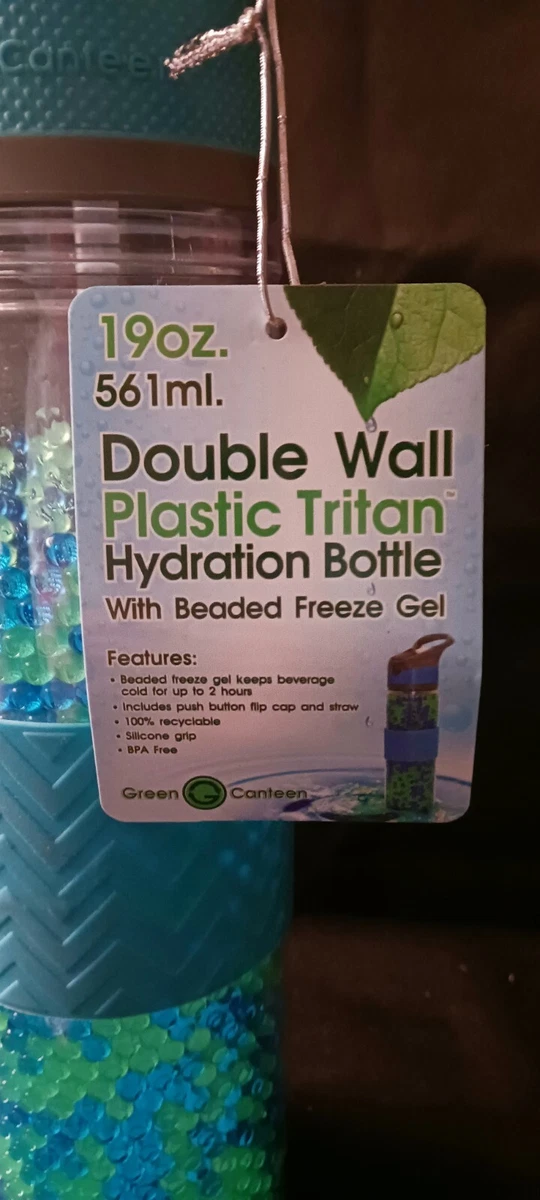 Canteen
19oz.
561ml.
Double Wall
Plastic Tritan™
Hydration Bottle
With Beaded Freeze Gel
Features:
• Beaded freeze gel keeps beverage
cold for up to 2 hours
• Includes push button flip cap and straw
• 100% recyclable
• Silicone grip
• BPA Free
Green G Canteen